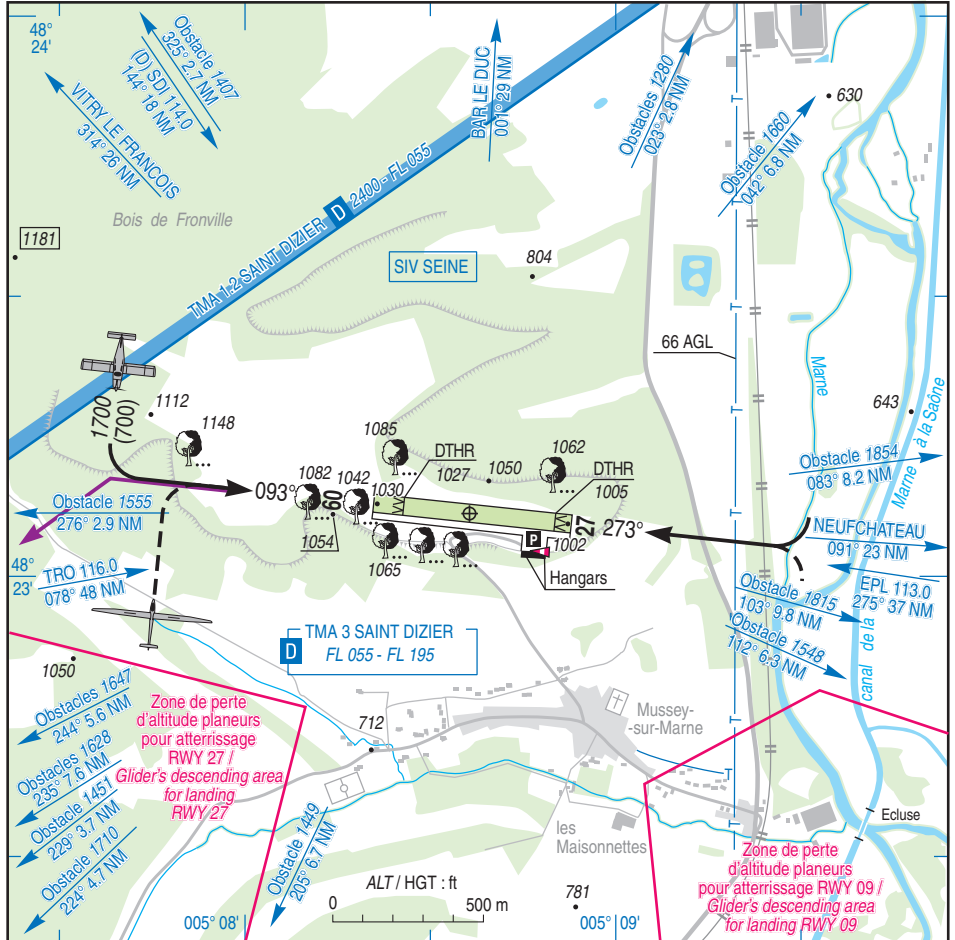 48°
24'
Obstacle 1407
325° 2.7 NM
(D) SDI 114.0
144° 18 NM
VITRY LE FRANCOIS
314° 26 NM
BAR LE DUC
001° 29 NM
Obstacles 1280
023° 2.8 NM
Obstacle 1660
042° 6.8 NM
630
Bois de Fronville
TMA 1.2 SAINT DIZIER D 2400 - FL 055
1181
SIV SEINE
804
66 AGL
Marne
643
Marne à la Saône
canal de la
1700
(700)
1112
1148
1085
DTHR
1027
1050
1062
DTHR
1005
Obstacle 1854
083° 8.2 NM
093°
1082
1042
1030
09
1054
27
273°
Obstacle 1555
276° 2.9 NM
NEUFCHATEAU
091° 23 NM
P
1002
1065
Hangars
48°
23'
TRO 116.0
078° 48 NM
EPL 113.0
275° 37 NM
Obstacle 1815
103° 9.8 NM
Obstacle 1548
112° 6.3 NM
D
TMA 3 SAINT DIZIER
FL 055 - FL 195
1050
Obstacles 1647
244° 5.6 NM
Obstacles 1628
235° 7.6 NM
Obstacle 1451
229° 3.7 NM
Obstacle 1710
224° 4.7 NM
Zone de perte
d'altitude planeurs
pour atterrissage
RWY 27 /
Glider's descending area
for landing
RWY 27
712
Mussey-
-sur-Marne
Obstacle 1449
205° 6.7 NM
les
Maisonnettes
Ecluse
Zone de perte
d'altitude planeurs
pour atterrissage RWY 09 /
Glider's descending area
for landing RWY 09
ALT / HGT : ft
0 500 m
781
005° 08'
005° 09'
T
T
T
T
T
T
T
T